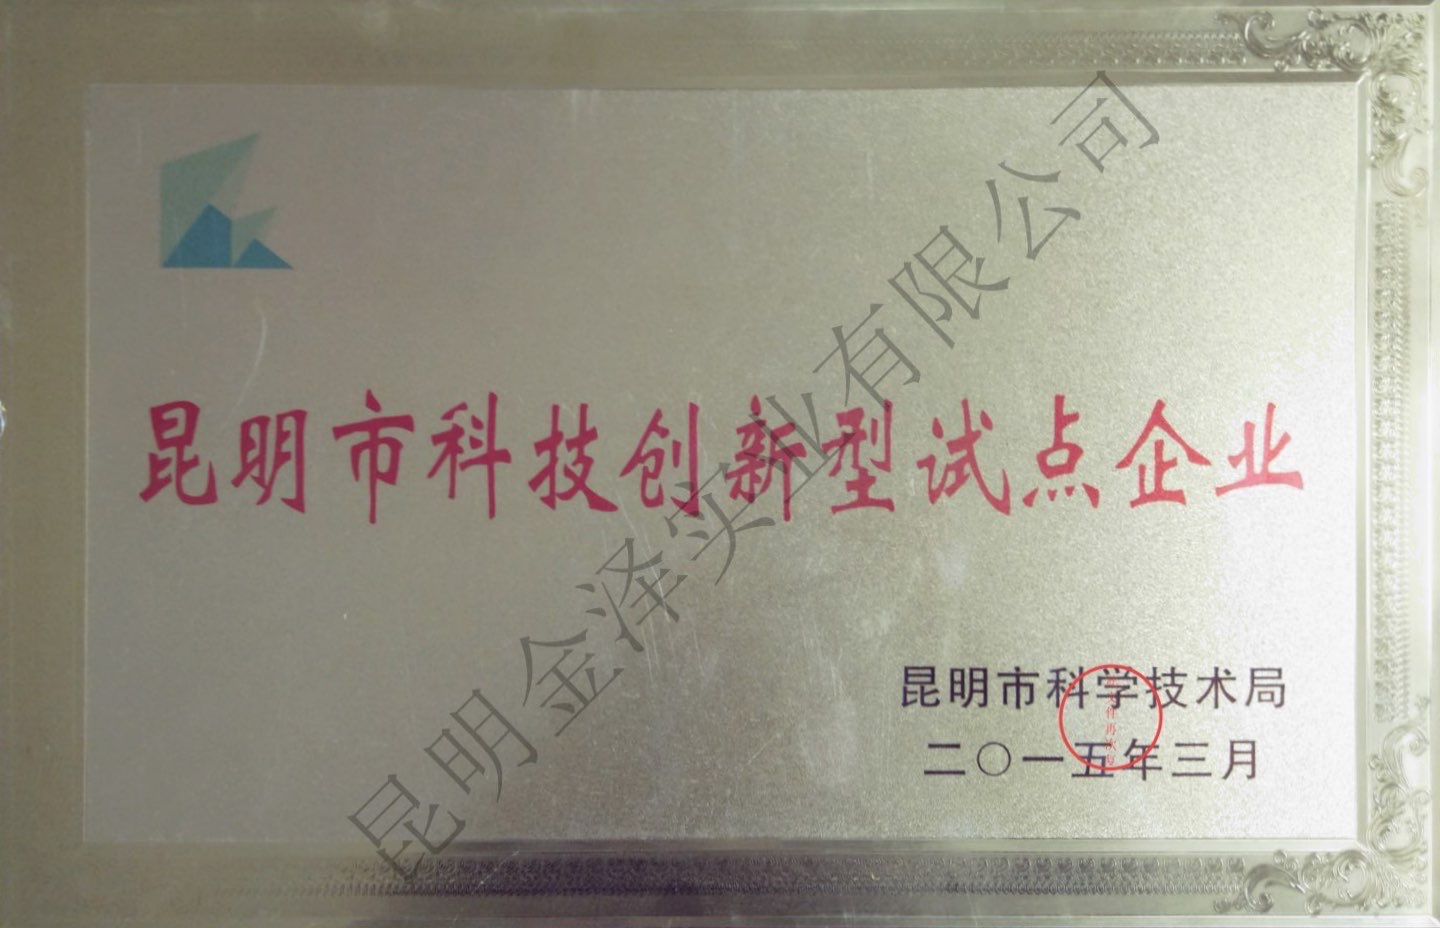 昆明市科技创新型试点企业
昆明市科学技术局
二〇一五年三月
昆明金泽实业有限公司